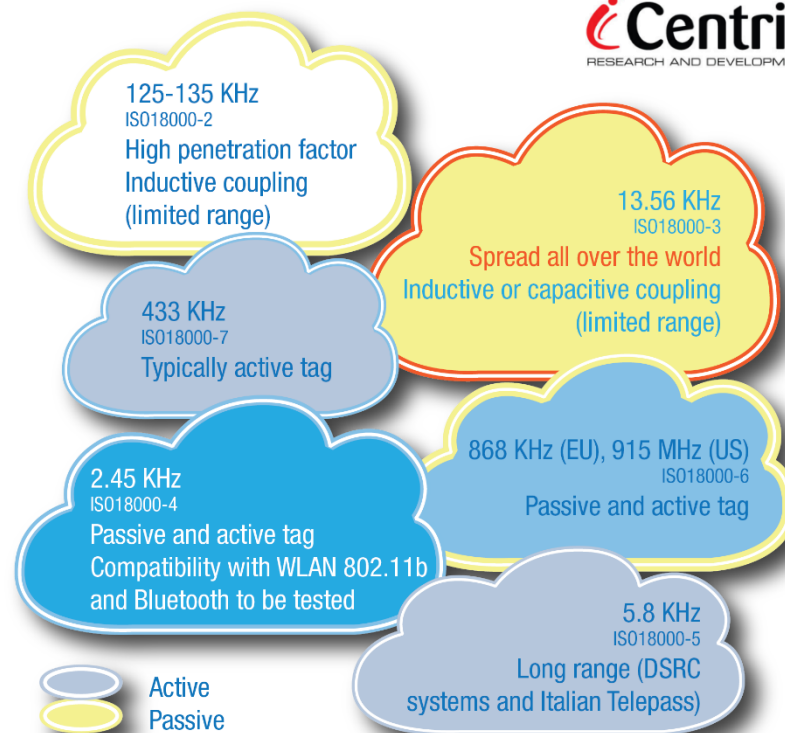 iCentri
RESEARCH AND DEVELOPM
125-135 KHz
ISO18000-2
High penetration factor
Inductive coupling
(limited range)
13.56 KHz
ISO18000-3
Spread all over the world
Inductive or capacitive coupling
(limited range)
433 KHz
ISO18000-7
Typically active tag
868 KHz (EU), 915 MHz (US)
ISO18000-6
Passive and active tag
2.45 KHz
ISO18000-4
Passive and active tag
Compatibility with WLAN 802.11b
and Bluetooth to be tested
5.8 KHz
ISO18000-5
Long range (DSRC
systems and Italian Telepass)
Active
Passive